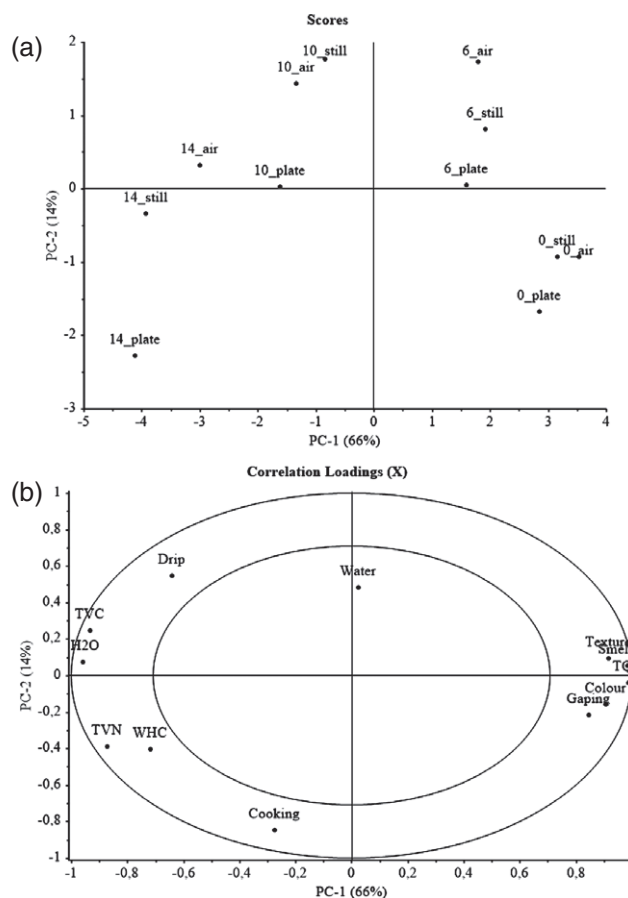 Scores
(a)
2
1
0
-1
-2
-3
PC-2 (14%)
10_still
10_air
6_air
6_still
14_air
10_plate
6_plate
14_still
0_still
0_air
0_plate
14_plate
-5 -4 -3 -2 -1 0 1 2 3 4
PC-1 (66%)
Correlation Loadings (X)
(b)
1
0,8
0,6
0,4
0,2
0
-0,2
-0,4
-0,6
-0,8
-1
PC-2 (14%)
Drip
Water
TVC
H2O
Texture
Colour
Gaping
TVN
WHC
Cooking
-1 -0,8 -0,6 -0,4 -0,2 0 0,2 0,4 0,6 0,8 1
PC-1 (66%)